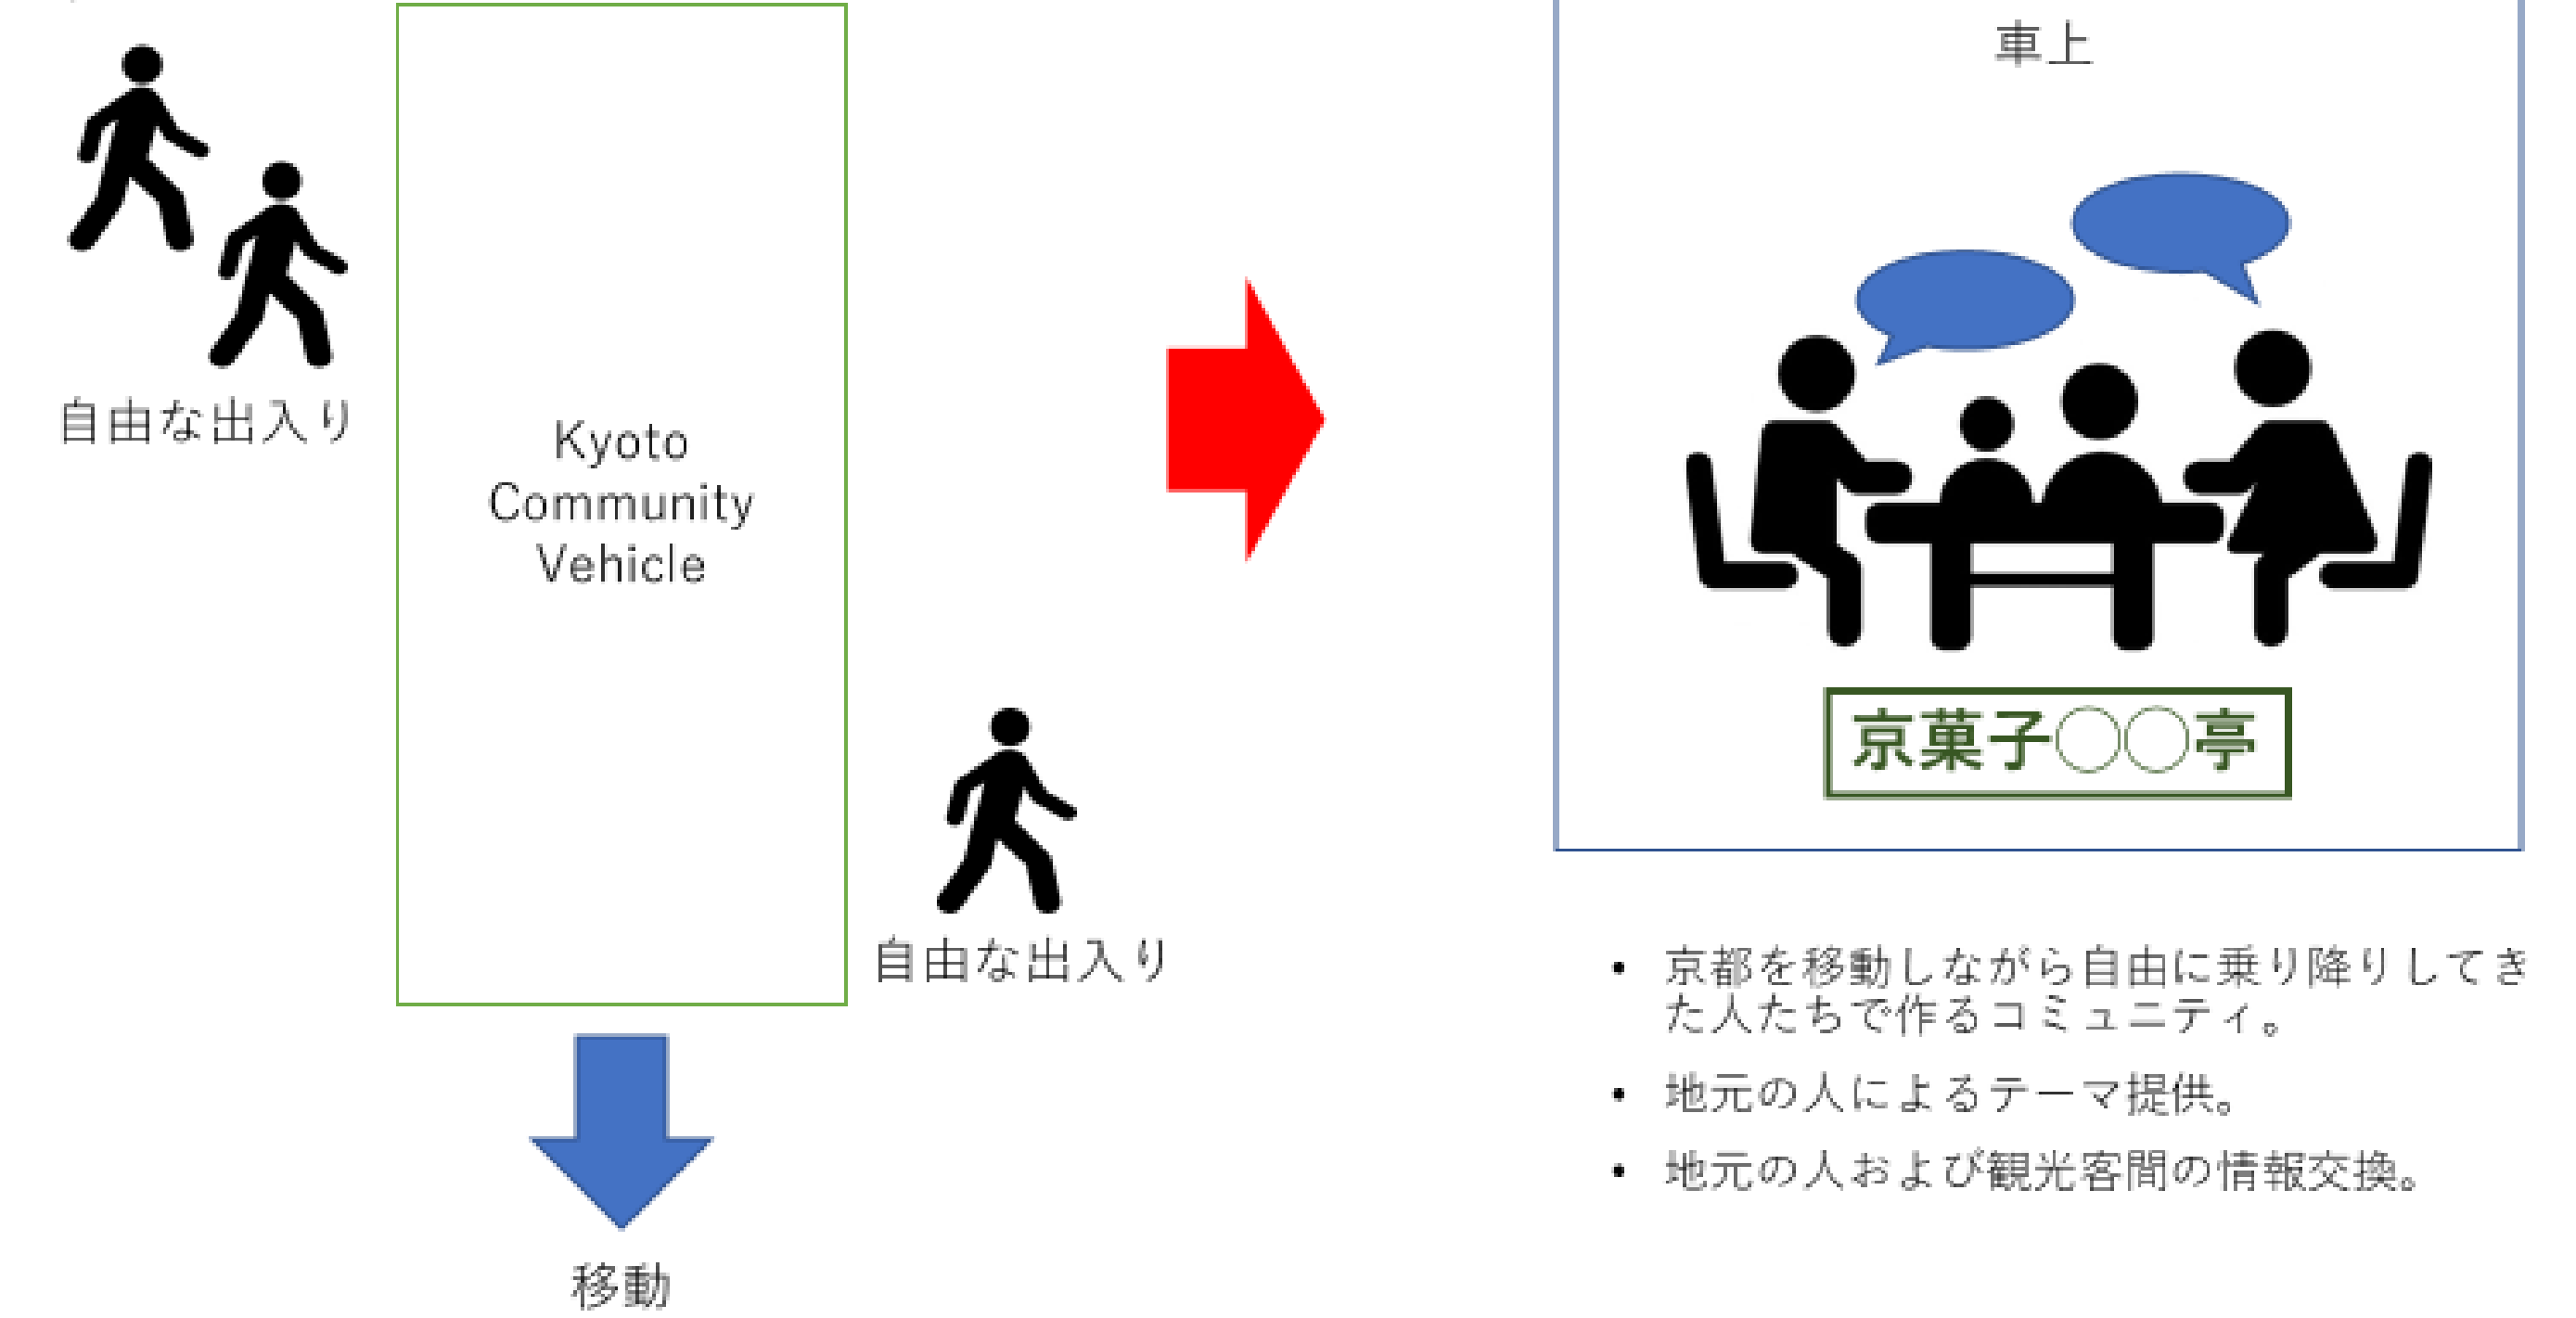 自由な出入り
Kyoto
Community
Vehicle
自由な出入り
移動
車上
京菓子◯◯亭
• 京都を移動しながら自由に乗り降りしてき
た人たちで作るコミュニティ。
• 地元の人によるテーマ提供。
• 地元の人および観光客間の情報交換。